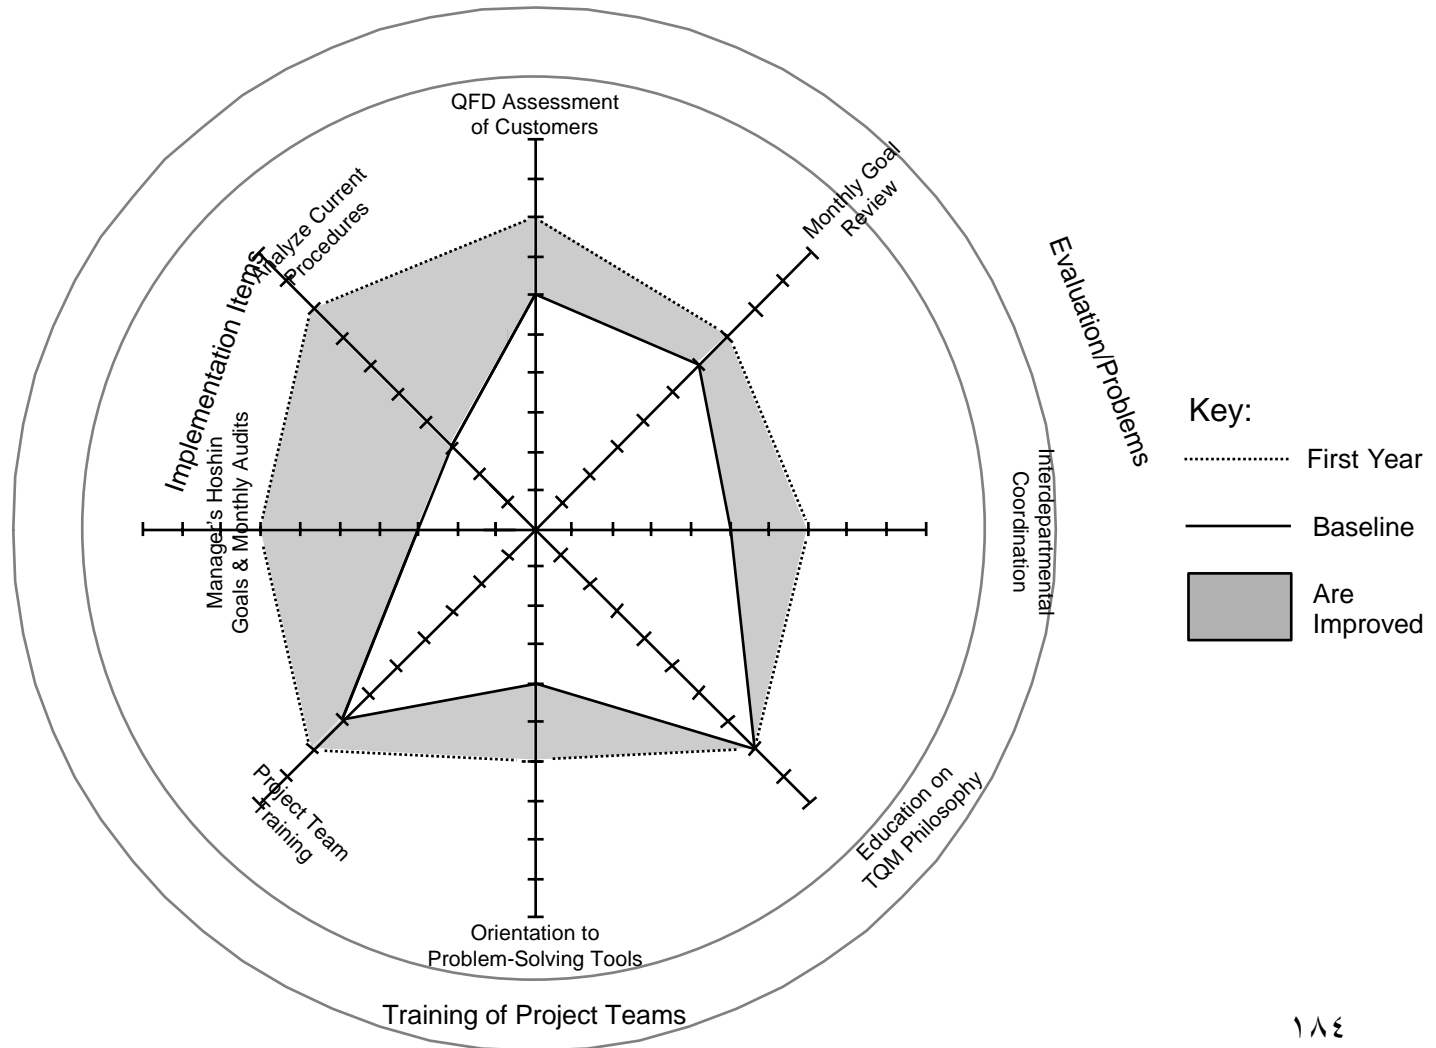 QFD Assessment
of Customers
Monthly Goal
Review
Analyze Current
Procedures
Implementation Items
Evaluation/Problems
Manager's Hoshin
Goals & Monthly Audits
Interdepartmental
Coordination
Key:
First Year
Baseline
Are
Improved
Project Team
Training
Education on
TQM Philosophy
Orientation to
Problem-Solving Tools
Training of Project Teams
١٨٤